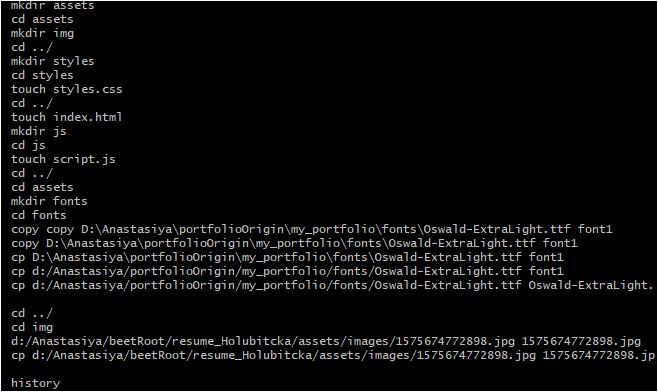 mkdir assets
cd assets
mkdir img
cd ../
mkdir styles
cd styles
touch styles.css
cd ../
touch index.html
mkdir js
cd js
touch script.js
cd ../
cd assets
mkdir fonts
cd fonts
copy copy D:\Anastasiya\portfolioOrigin\my_portfolio\fonts\Oswald-ExtraLight.ttf font1
copy D:\Anastasiya\portfolioOrigin\my_portfolio\fonts\Oswald-ExtraLight.ttf font1
cp D:\Anastasiya\portfolioOrigin\my_portfolio\fonts\Oswald-ExtraLight.ttf font1
cp d:/Anastasiya/portfolioOrigin/my_portfolio/fonts/Oswald-ExtraLight.ttf font1
cp d:/Anastasiya/portfolioOrigin/my_portfolio/fonts/Oswald-ExtraLight.ttf Oswald-ExtraLight.
cd ../
cd img
d:/Anastasiya/beetRoot/resume_Holubitcka/assets/images/1575674772898.jpg 1575674772898.jpg
cp d:/Anastasiya/beetRoot/resume_Holubitcka/assets/images/1575674772898.jpg 1575674772898.jp
history